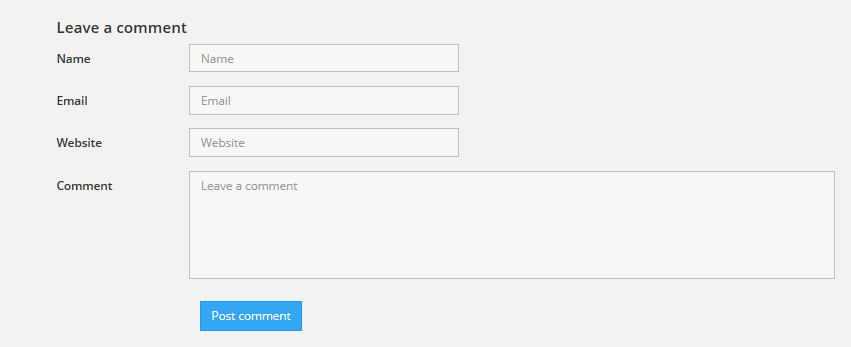 Leave a comment
Name Name
Email Email
Website Website
Comment Leave a comment
Post comment